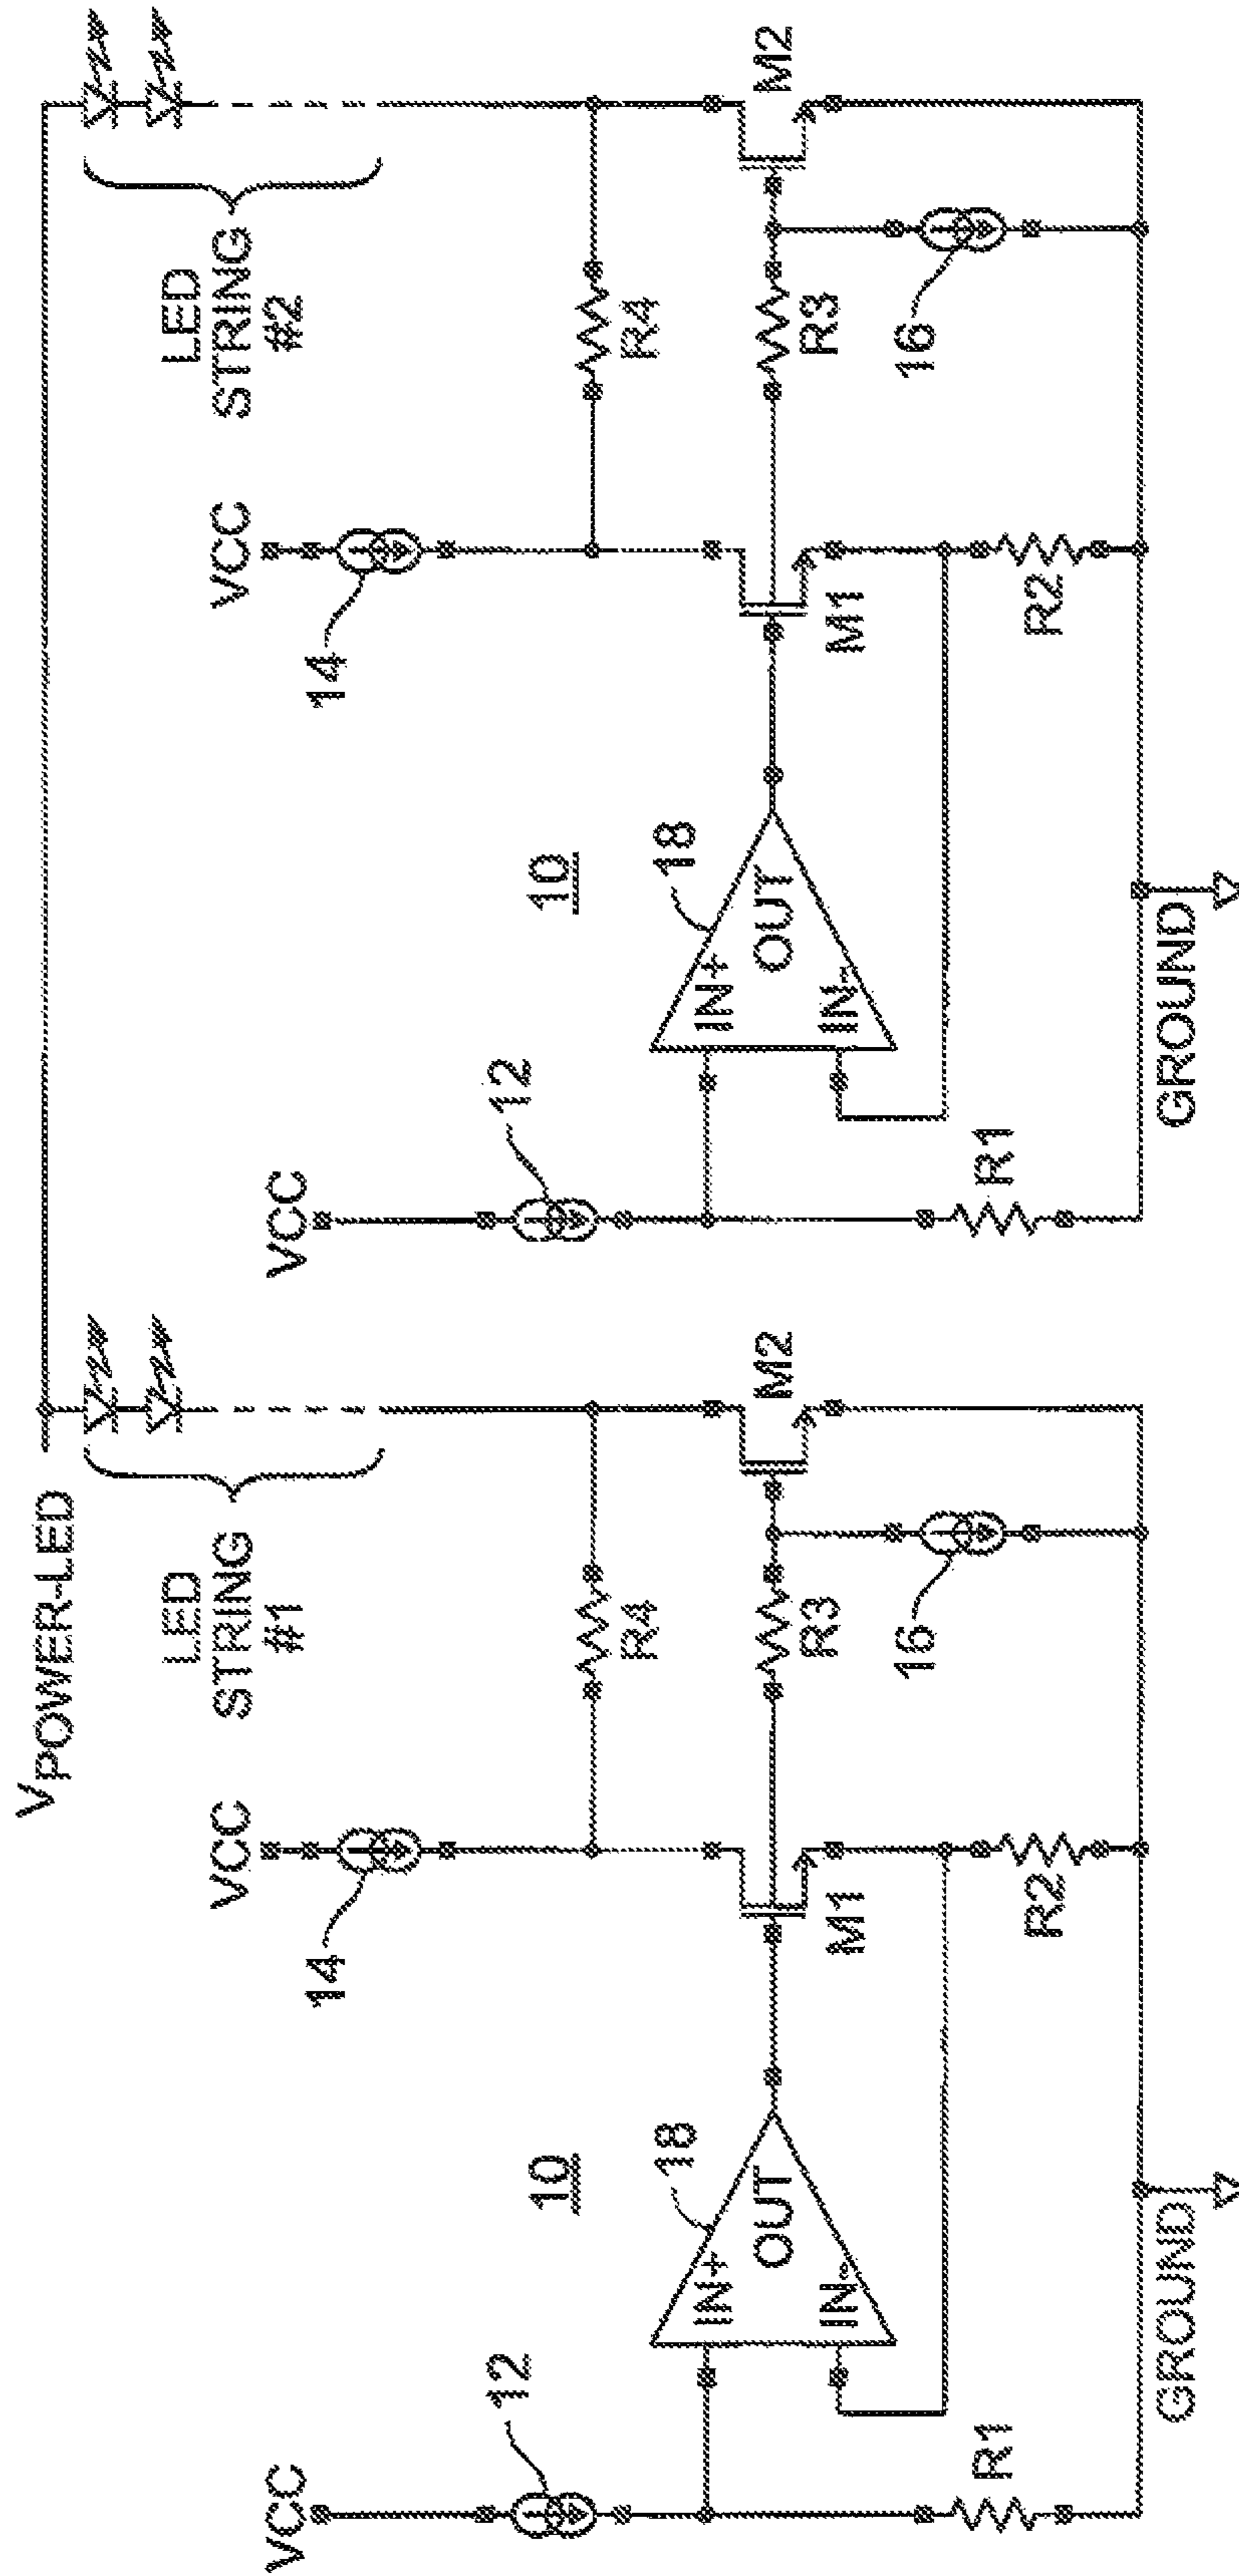 VPOWER-LED
LED
STRING
#1
LED
STRING
#2
VCC
12
VCC
14
10
18
IN+
OUT
IN-
R4
M1
R3
M2
16
R1
R2
GROUND
VCC
12
VCC
14
10
18
IN+
OUT
IN-
R4
M1
R3
M2
16
R1
R2
GROUND